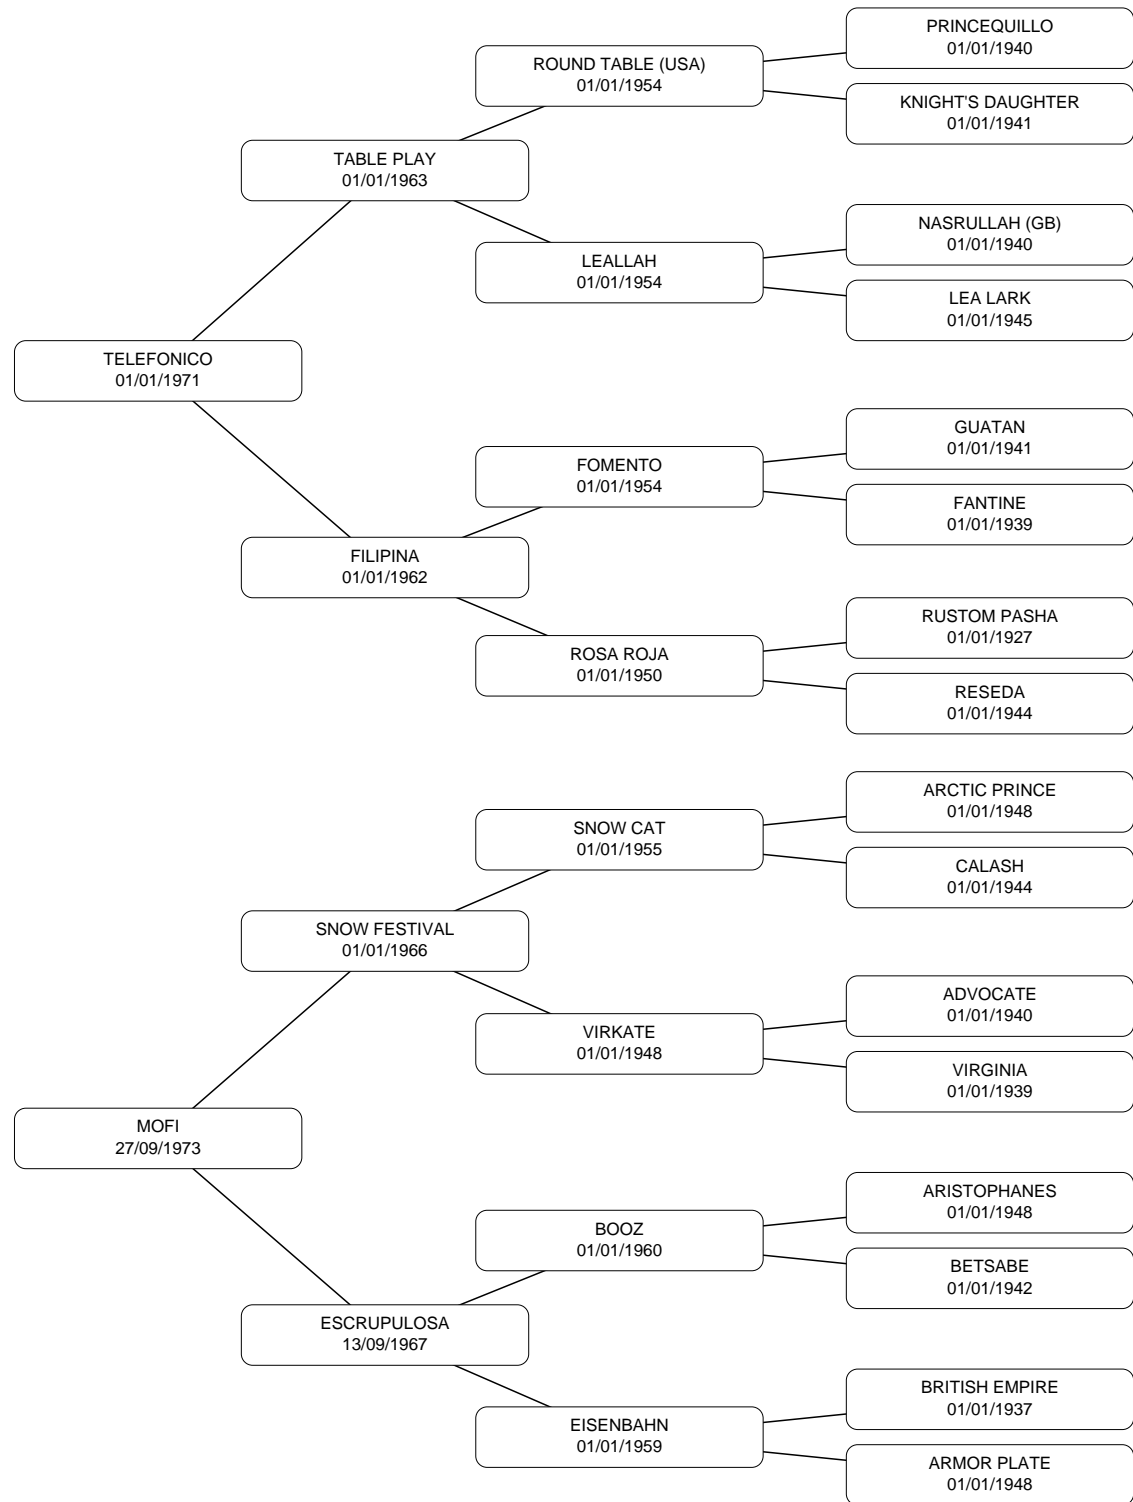 PRINCEQUILLO
01/01/1940
ROUND TABLE (USA)
01/01/1954
KNIGHT'S DAUGHTER
01/01/1941
TABLE PLAY
01/01/1963
NASRULLAH (GB)
01/01/1940
LEALLAH
01/01/1954
LEA LARK
01/01/1945
TELEFONICO
01/01/1971
GUATAN
01/01/1941
FOMENTO
01/01/1954
FANTINE
01/01/1939
FILIPINA
01/01/1962
RUSTOM PASHA
01/01/1927
ROSA ROJA
01/01/1950
RESEDA
01/01/1944
ARCTIC PRINCE
01/01/1948
SNOW CAT
01/01/1955
CALASH
01/01/1944
SNOW FESTIVAL
01/01/1966
ADVOCATE
01/01/1940
VIRKATE
01/01/1948
VIRGINIA
01/01/1939
MOFI
27/09/1973
ARISTOPHANES
01/01/1948
BOOZ
01/01/1960
BETSABE
01/01/1942
ESCRUPULOSA
13/09/1967
BRITISH EMPIRE
01/01/1937
EISENBAHN
01/01/1959
ARMOR PLATE
01/01/1948